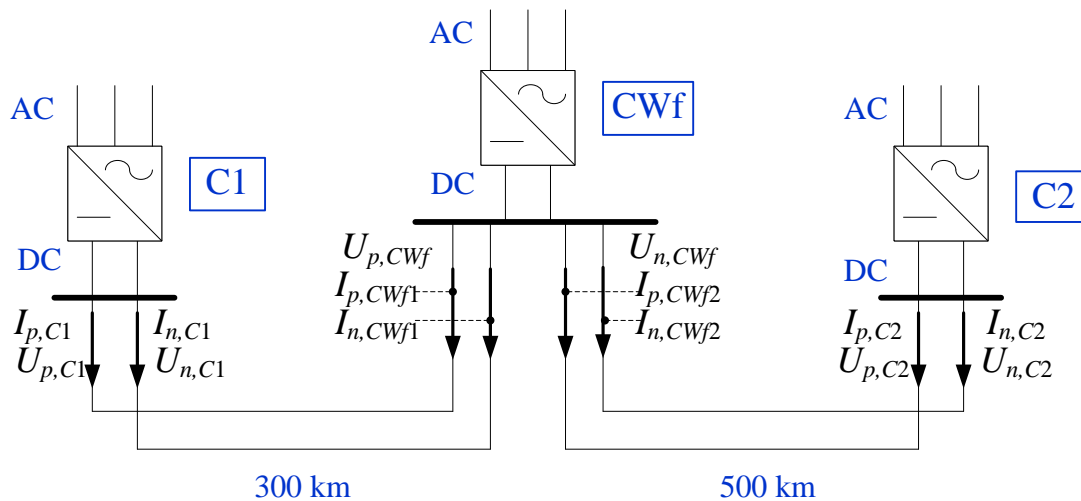 AC
CWf
DC
AC
C1
DC
AC
C2
DC
U_{p,CWf}
U_{n,CWf}
I_{p,CWf1}
I_{p,CWf2}
I_{n,CWf1}
I_{n,CWf2}
I_{p,C1}
I_{n,C1}
U_{p,C1}
U_{n,C1}
I_{p,C2}
I_{n,C2}
U_{p,C2}
U_{n,C2}
300 km
500 km